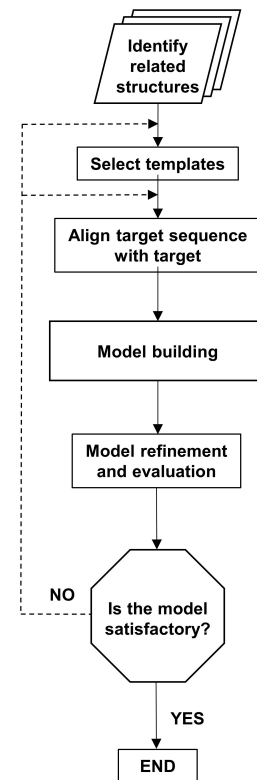 Identify
related
structures
Select templates
Align target sequence
with target
Model building
Model refinement
and evaluation
Is the model
satisfactory?
NO
YES
END